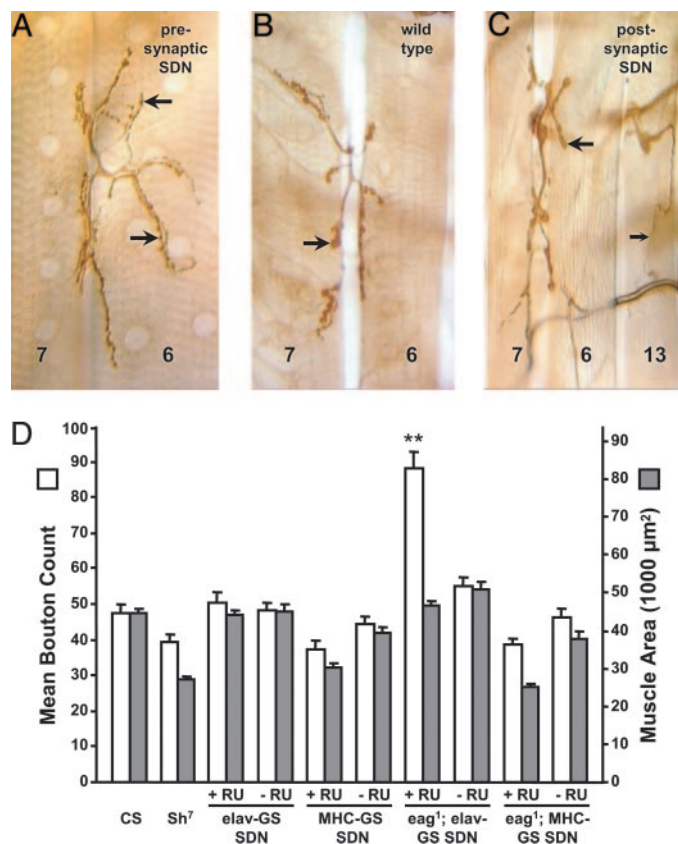 A
pre-
synaptic
SDN
7
6
B
wild
type
7
6
C
post-
synaptic
SDN
7
6
13
D
Mean Bouton Count
100
90
80
70
60
50
40
30
20
10
0
**
90
80
70
60
50
40
30
20
10
0
Muscle Area (1000 µm²)
+ RU - RU + RU - RU + RU - RU + RU - RU
CS Sh⁷ elav-GS MHC-GS eag¹; elav- eag¹; MHC-
SDN SDN GS SDN GS SDN